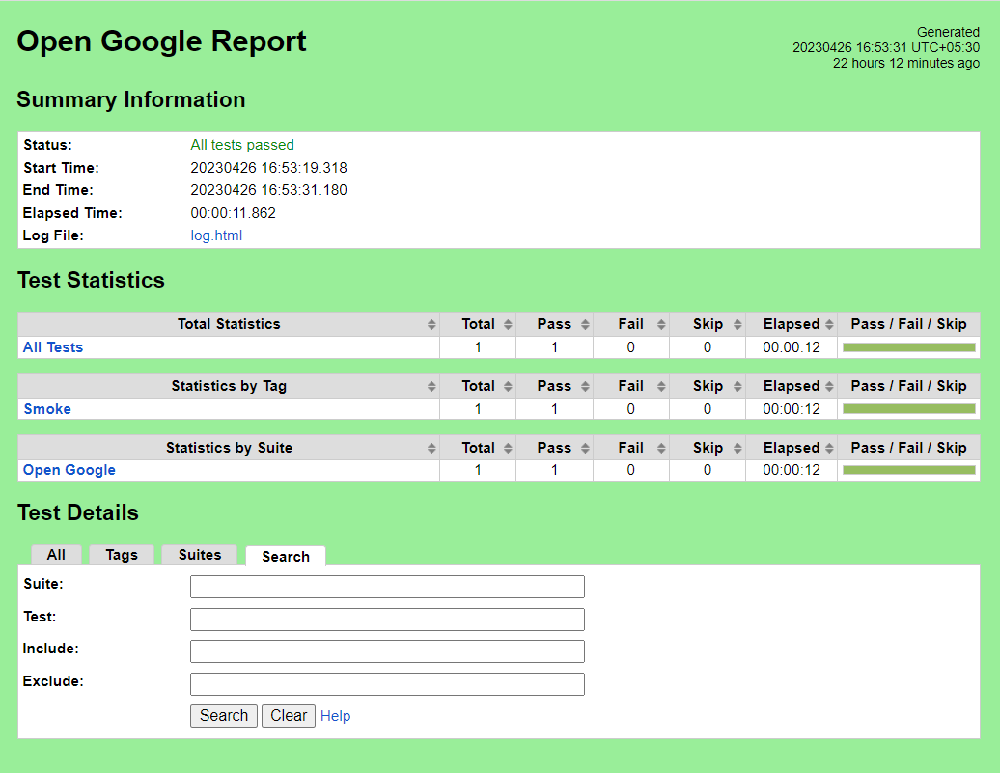 Open Google Report
Generated
20230426 16:53:31 UTC+05:30
22 hours 12 minutes ago
Summary Information
Status: All tests passed
Start Time: 20230426 16:53:19.318
End Time: 20230426 16:53:31.180
Elapsed Time: 00:00:11.862
Log File: log.html
Test Statistics
Total Statistics Total Pass Fail Skip Elapsed Pass / Fail / Skip
All Tests 1 1 0 0 00:00:12
Statistics by Tag Total Pass Fail Skip Elapsed Pass / Fail / Skip
Smoke 1 1 0 0 00:00:12
Statistics by Suite Total Pass Fail Skip Elapsed Pass / Fail / Skip
Open Google 1 1 0 0 00:00:12
Test Details
All Tags Suites Search
Suite:
Test:
Include:
Exclude:
Search Clear Help